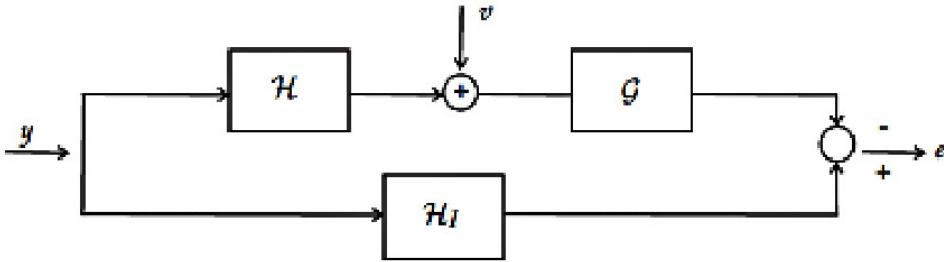 v
ℋ
+
𝒢
y
-
e
+
ℋ_I